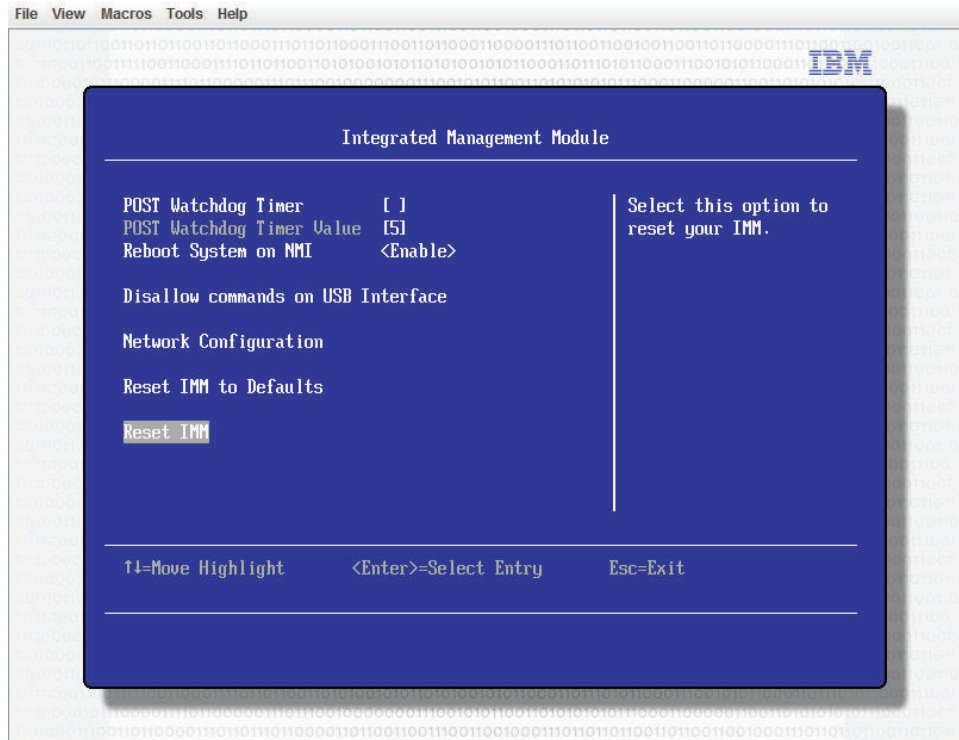 File View Macros Tools Help
IBM
Integrated Management Module
POST Watchdog Timer [ ]
POST Watchdog Timer Value [5]
Reboot System on NMI <Enable>
Disallow commands on USB Interface
Network Configuration
Reset IMM to Defaults
Reset IMM
Select this option to
reset your IMM.
↑↓=Move Highlight <Enter>=Select Entry Esc=Exit